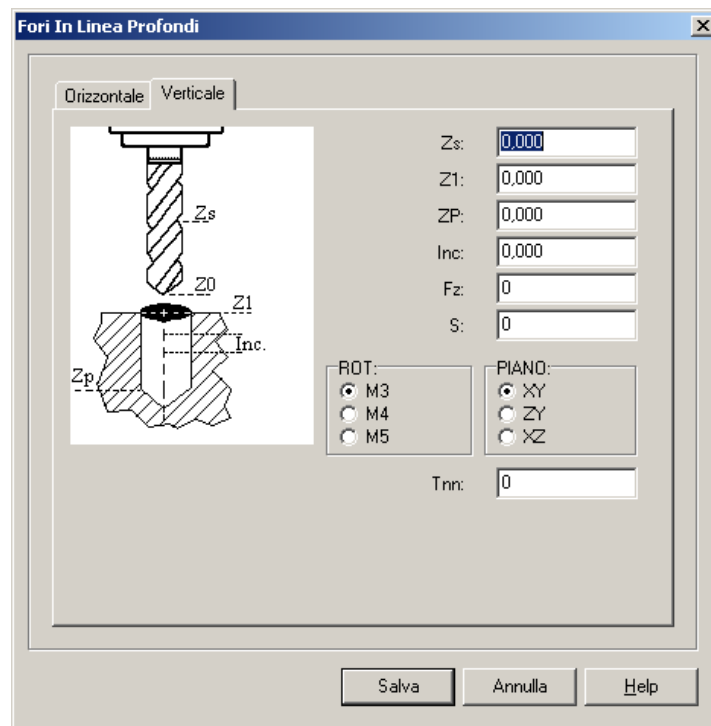 Fori In Linea Profondi
Orizzontale
Verticale
Zs
Z0
Z1
Inc.
Zp
Zs: 0,000
Z1: 0,000
ZP: 0,000
Inc: 0,000
Fz: 0
S: 0
ROT:
M3
M4
M5
PIANO:
XY
ZY
XZ
Tnn: 0
Salva
Annulla
Help